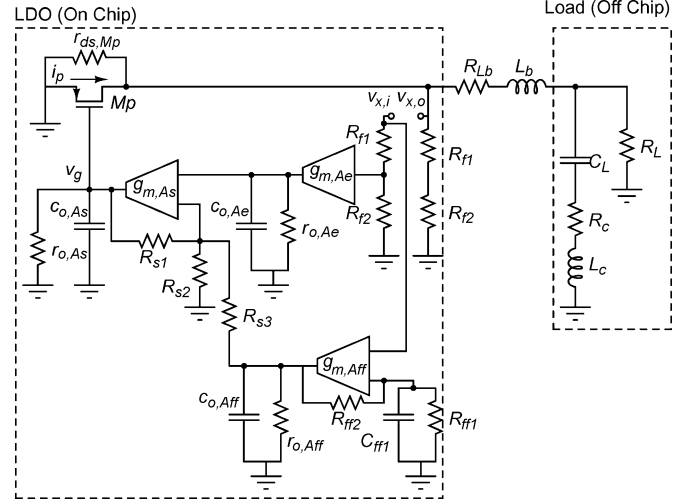 LDO (On Chip)
Load (Off Chip)
r_ds,Mp
i_p
Mp
R_Lb
L_b
v_x,i
v_x,o
R_f1
R_f1
C_L
R_L
v_g
g_m,As
g_m,Ae
R_f2
R_f2
c_o,As
c_o,Ae
r_o,As
r_o,Ae
R_s1
R_s2
R_c
L_c
R_s3
g_m,Aff
c_o,Aff
r_o,Aff
R_ff2
C_ff1
R_ff1